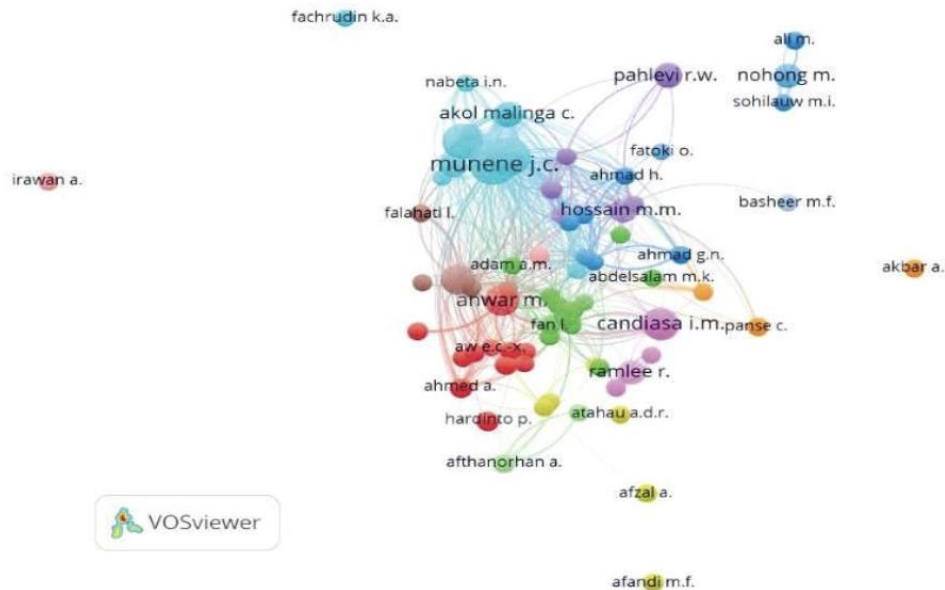 fachrudin k.a.
ali m.
pahlevi r.w.
nohong m.
nabeta i.n.
sohilauw m.i.
akol malinga c.
fatoki o.
munene j.c.
ahmad h.
irawan a.
basheer m.f.
falahati l.
hossain m.m.
ahmad g.n.
adam a.m.
akbar a.
abdelsalam m.k.
anwar m.
fan l.
candiasa i.m.
panse c.
aw e.c.-x.
ramlee r.
ahmed a.
hardinto p.
atahau a.d.r.
afthanorhan a.
afzal a.
VOSviewer
afandi m.f.